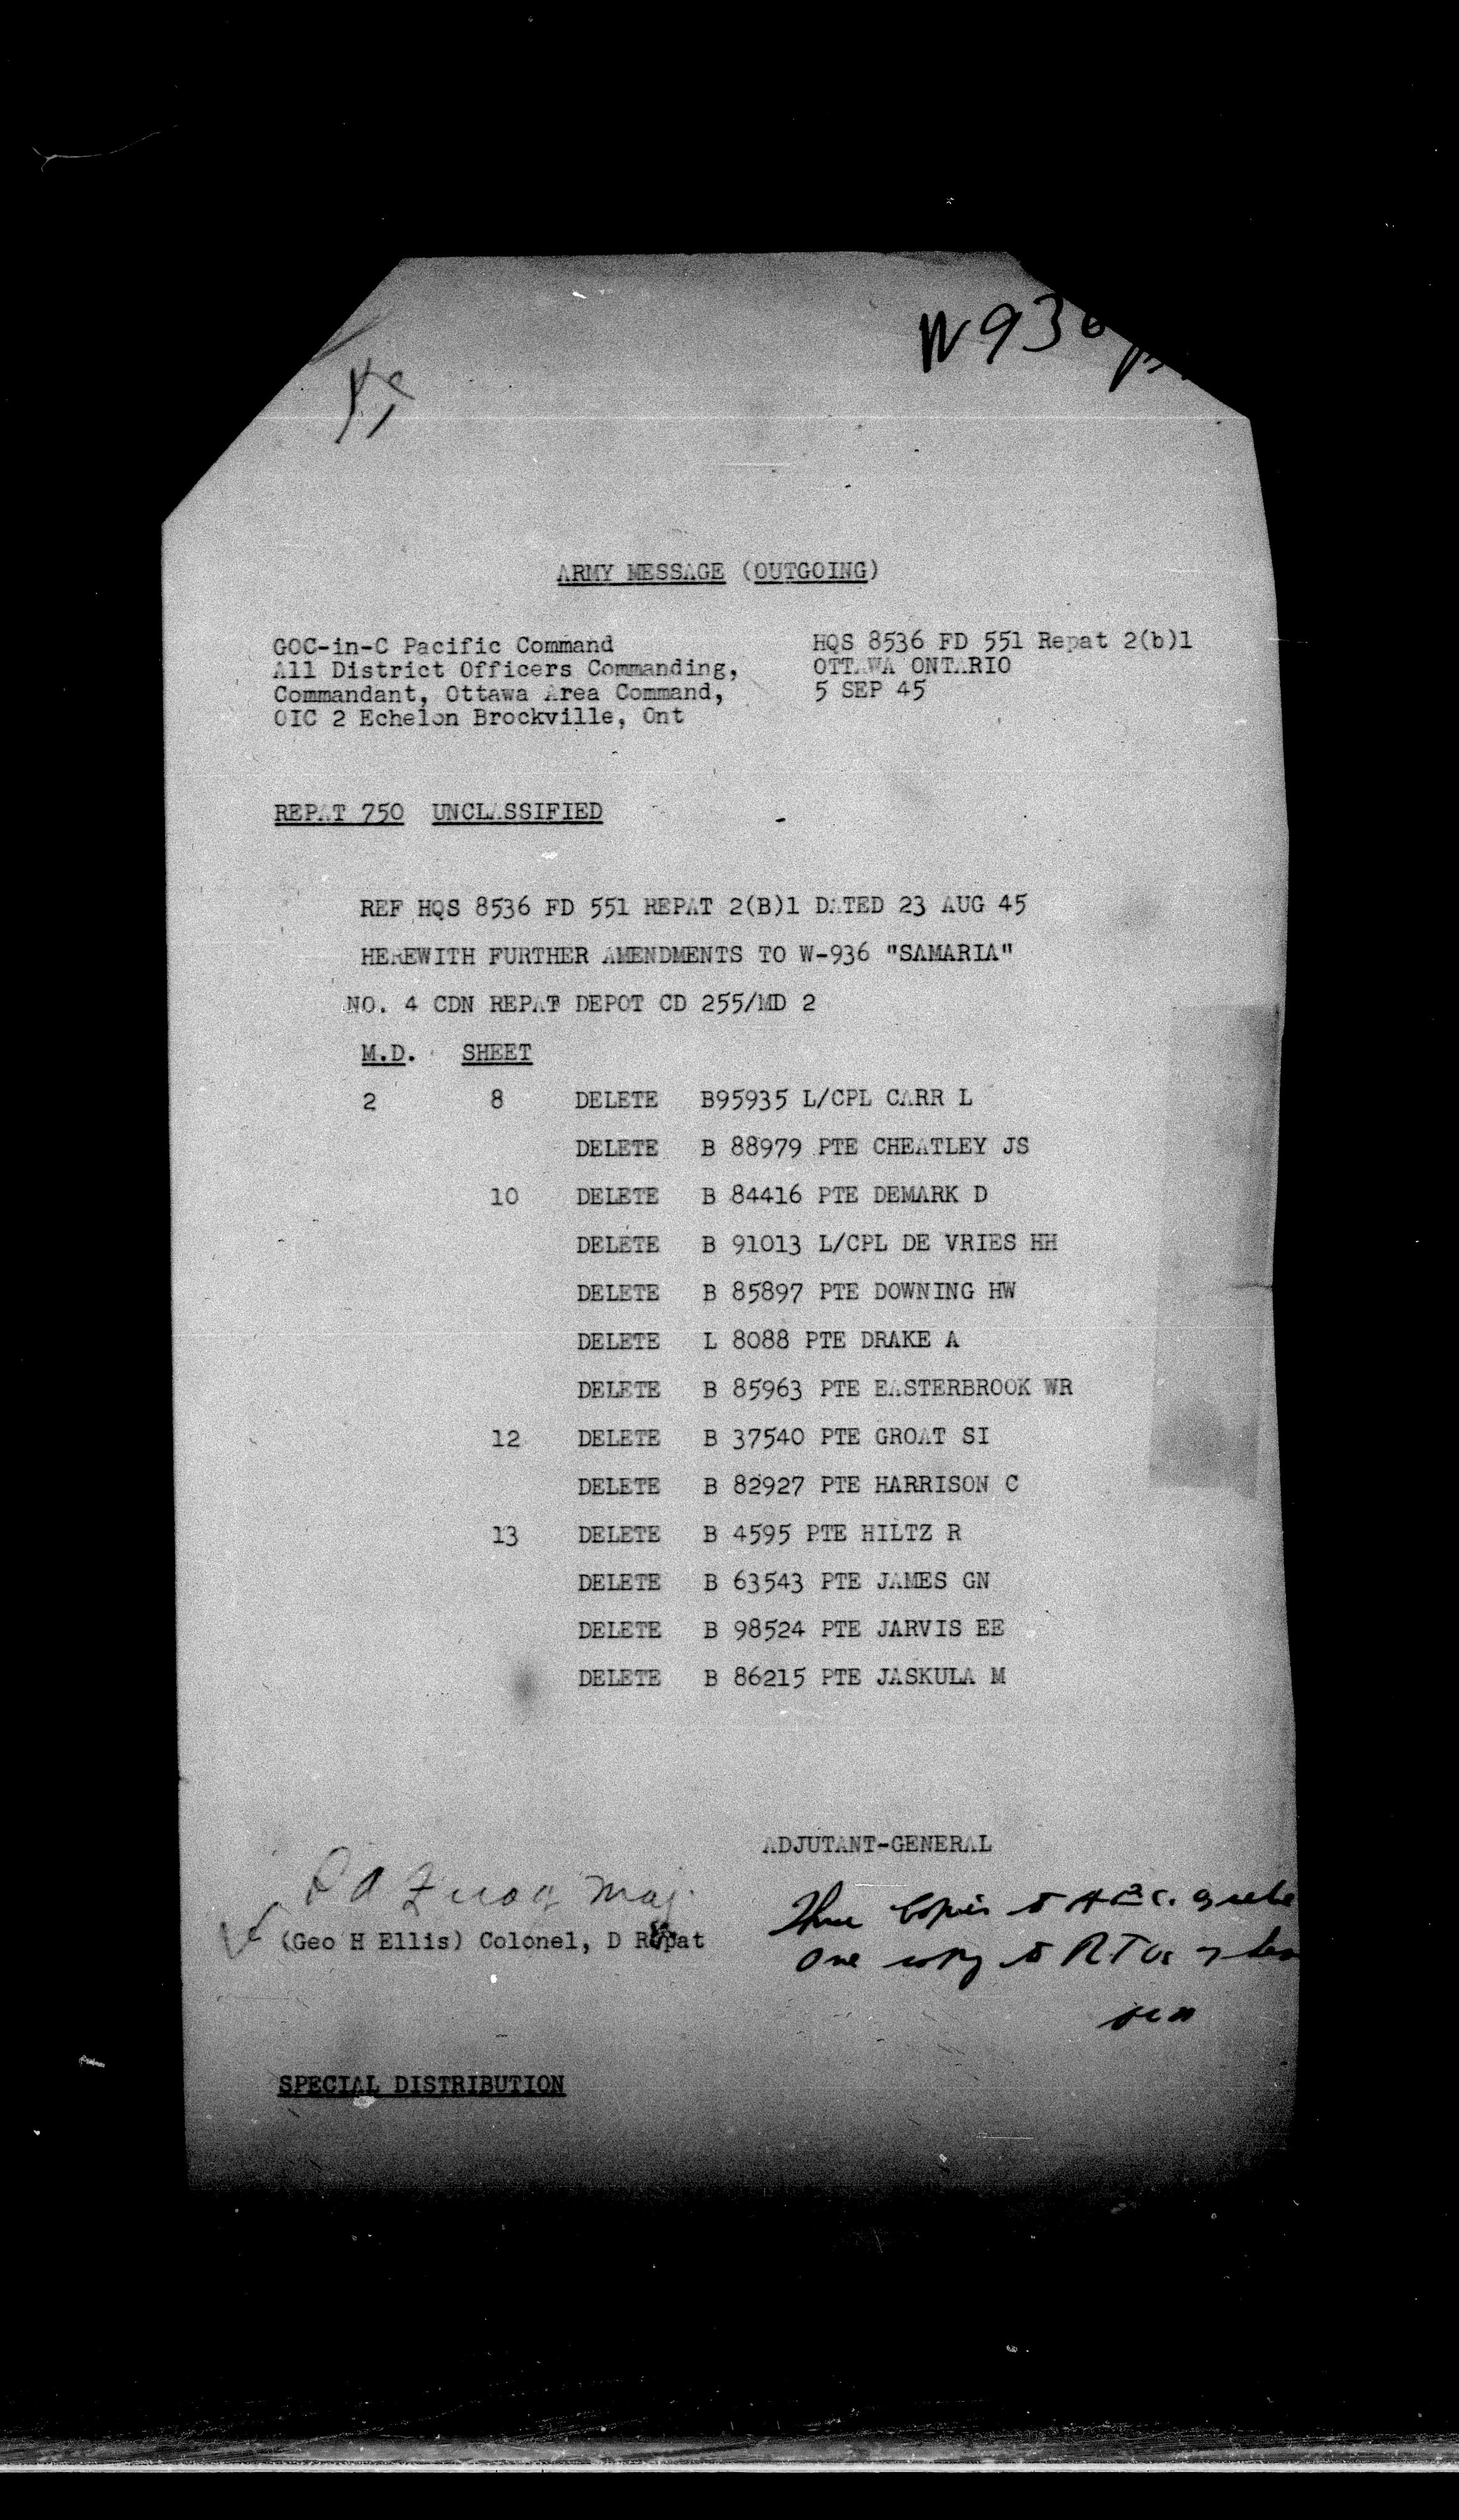 W936
ARMY MESSAGE (OUTGOING)
GOC-in-C Pacific Command
All District Officers Commanding,
Commandant, Ottawa Area Command,
OIC 2 Echelon Brockville, Ont
HQS 8536 FD 551 Repat 2(b)1
OTTAWA ONTARIO
5 SEP 45
REPAT 750 UNCLASSIFIED
REF HQS 8536 FD 551 REPAT 2(B)1 DATED 23 AUG 45
HEREWITH FURTHER AMENDMENTS TO W-936 "SAMARIA"
NO. 4 CDN REPAT DEPOT CD 255/MD 2
M.D. SHEET
2 8 DELETE B95935 L/CPL CARR L
DELETE B 88979 PTE CHEATLEY JS
10 DELETE B 84416 PTE DEMARK D
DELETE B 91013 L/CPL DE VRIES HH
DELETE B 85897 PTE DOWNING HW
DELETE L 8088 PTE DRAKE A
DELETE B 85963 PTE EASTERBROOK WR
12 DELETE B 37540 PTE GROAT SI
DELETE B 82927 PTE HARRISON C
13 DELETE B 4595 PTE HILTZ R
DELETE B 63543 PTE JAMES GN
DELETE B 98524 PTE JARVIS EE
DELETE B 86215 PTE JASKULA M
ADJUTANT-GENERAL
Maj.
(Geo H Ellis) Colonel, D Repat
Three copies to
One copy to
SPECIAL DISTRIBUTION